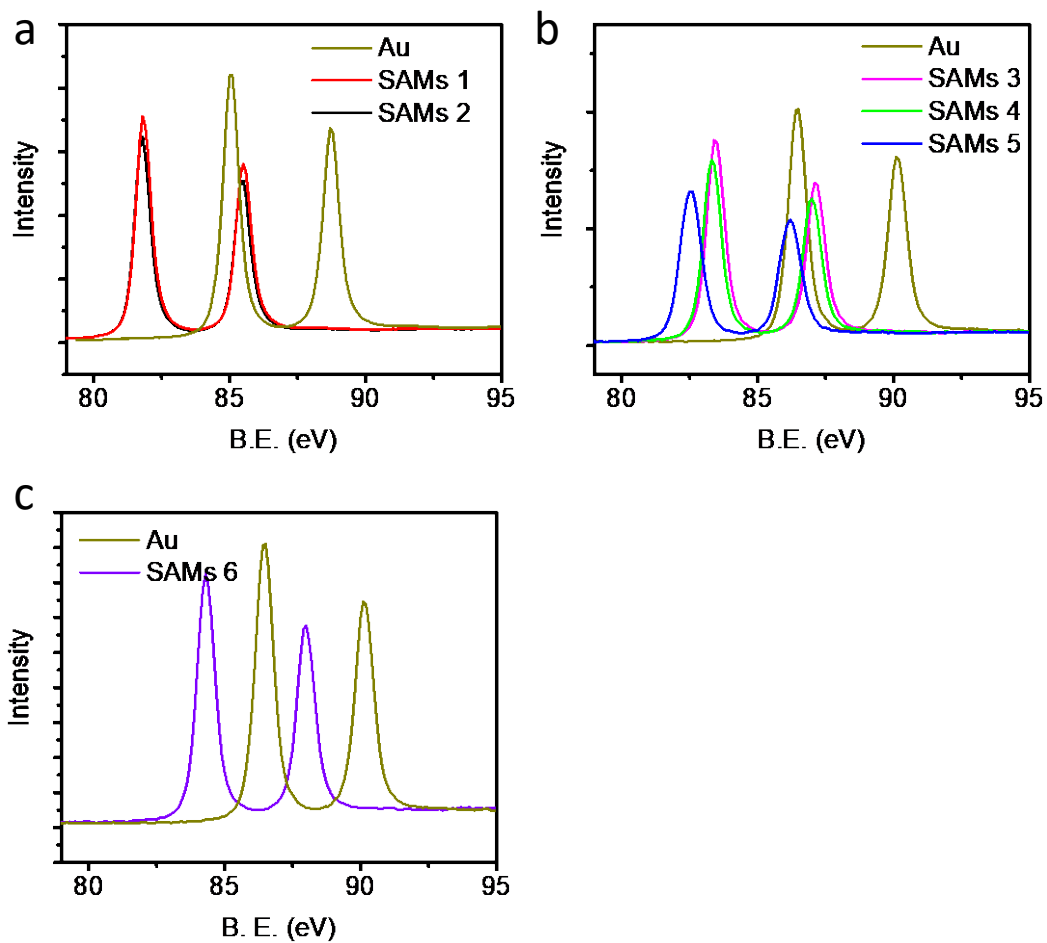 a
Au
SAMs 1
SAMs 2
Intensity
80 85 90 95
B.E. (eV)
b
Au
SAMs 3
SAMs 4
SAMs 5
Intensity
80 85 90 95
B.E. (eV)
c
Au
SAMs 6
Intensity
80 85 90 95
B. E. (eV)